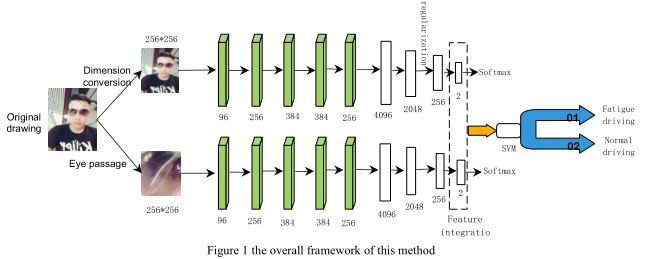 256*256
regularization
Dimension
conversion
Original
drawing
Eye passage
256*256
96
256
384
384
256
4096
2048
256
2
Softmax
96
256
384
384
256
4096
2048
256
2
Softmax
Feature
integratio
SVM
01
02
Fatigue
driving
Normal
driving
Killer
Killer
Figure 1 the overall framework of this method